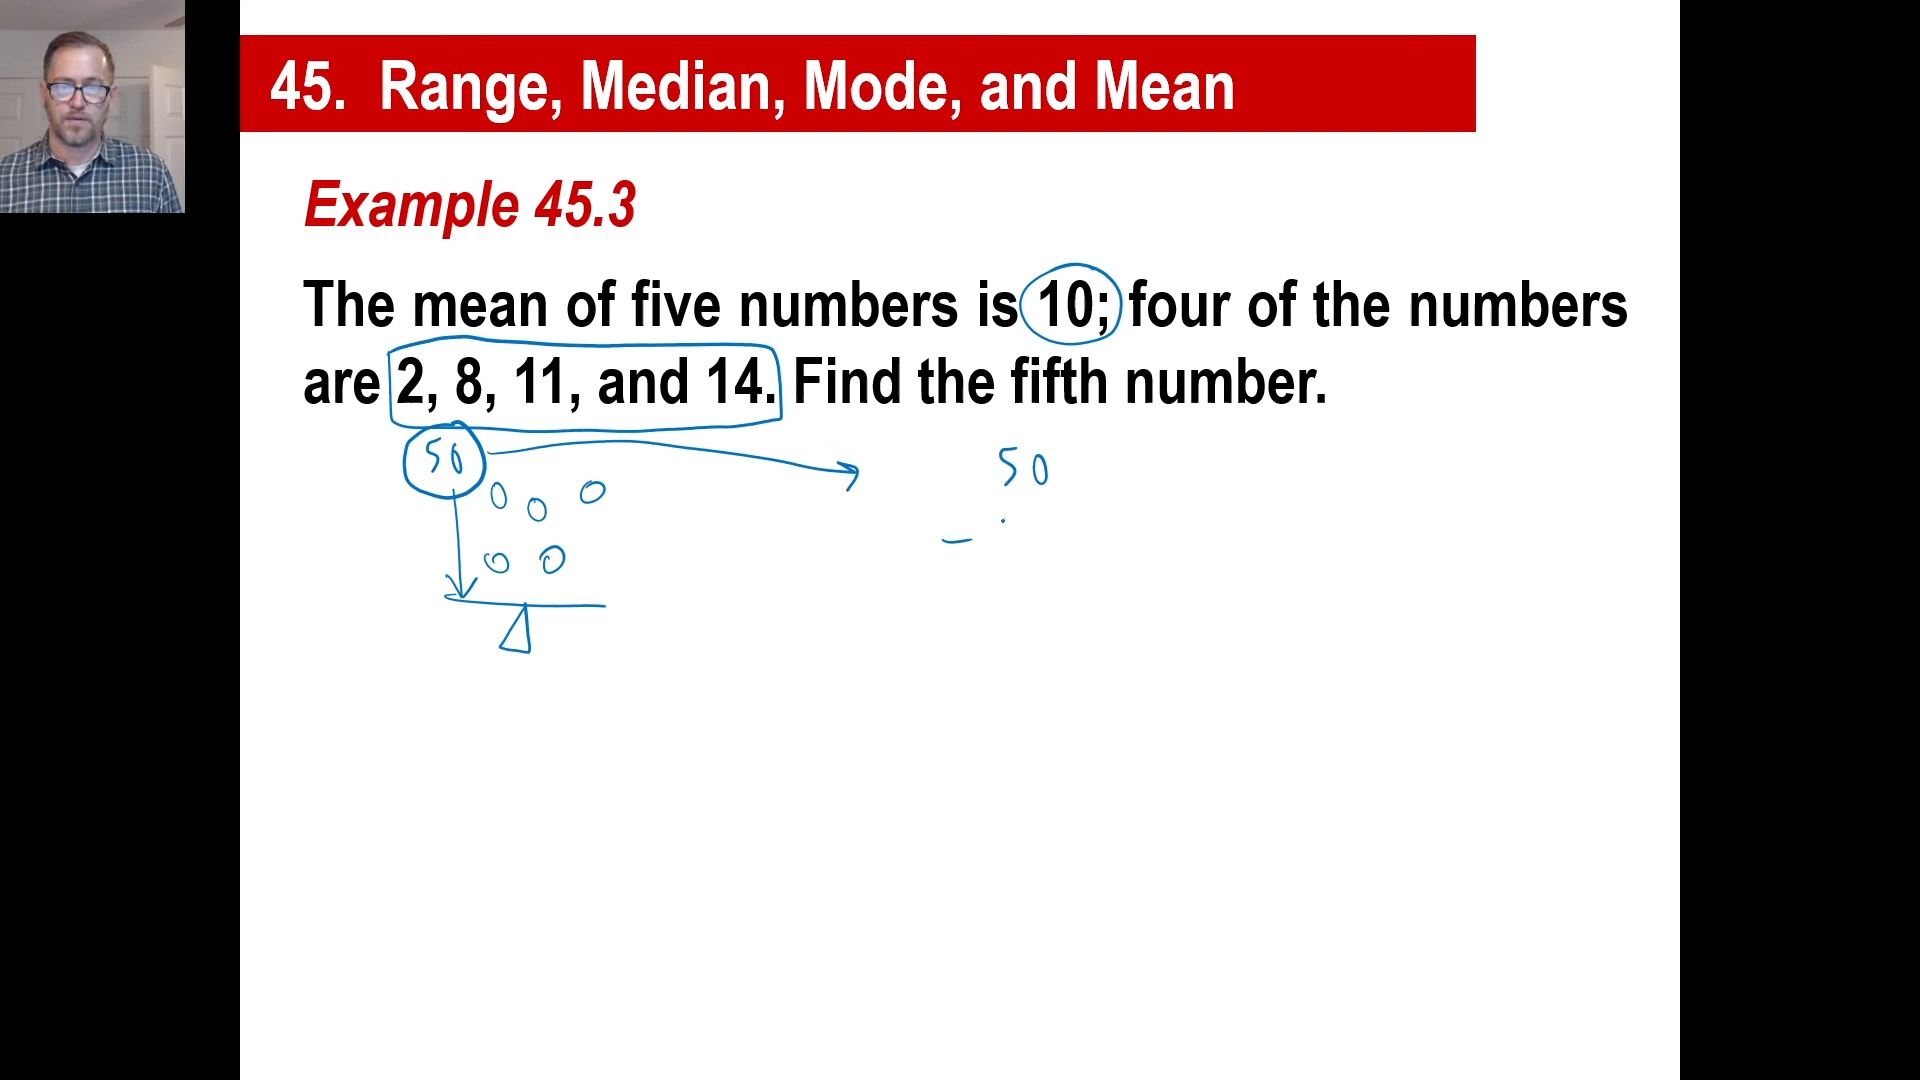 45. Range, Median, Mode, and Mean
Example 45.3
The mean of five numbers is 10; four of the numbers
are 2, 8, 11, and 14. Find the fifth number.
50
50
−